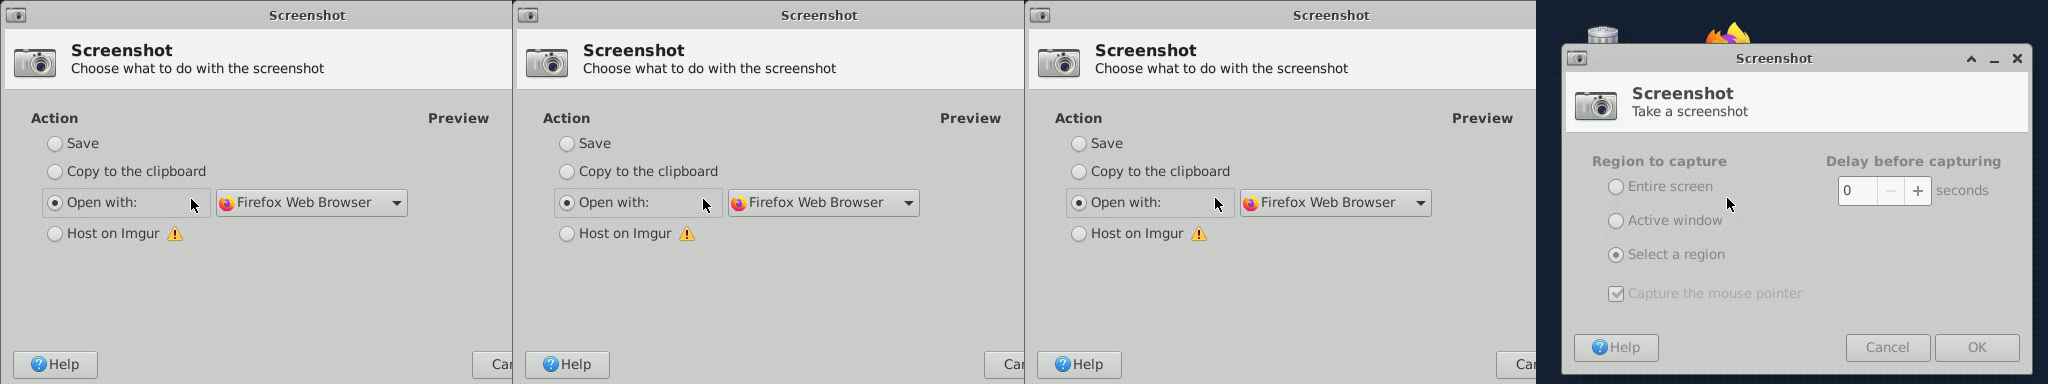 Screenshot
Screenshot
Choose what to do with the screenshot
Action
Preview
Save
Copy to the clipboard
Open with:
Firefox Web Browser
Host on Imgur
Help
Screenshot
Screenshot
Choose what to do with the screenshot
Action
Preview
Save
Copy to the clipboard
Open with:
Firefox Web Browser
Host on Imgur
Help
Screenshot
Screenshot
Choose what to do with the screenshot
Action
Preview
Save
Copy to the clipboard
Open with:
Firefox Web Browser
Host on Imgur
Help
Screenshot
Screenshot
Take a screenshot
Region to capture
Delay before capturing
Entire screen
0
seconds
Active window
Select a region
Capture the mouse pointer
Help
Cancel
OK